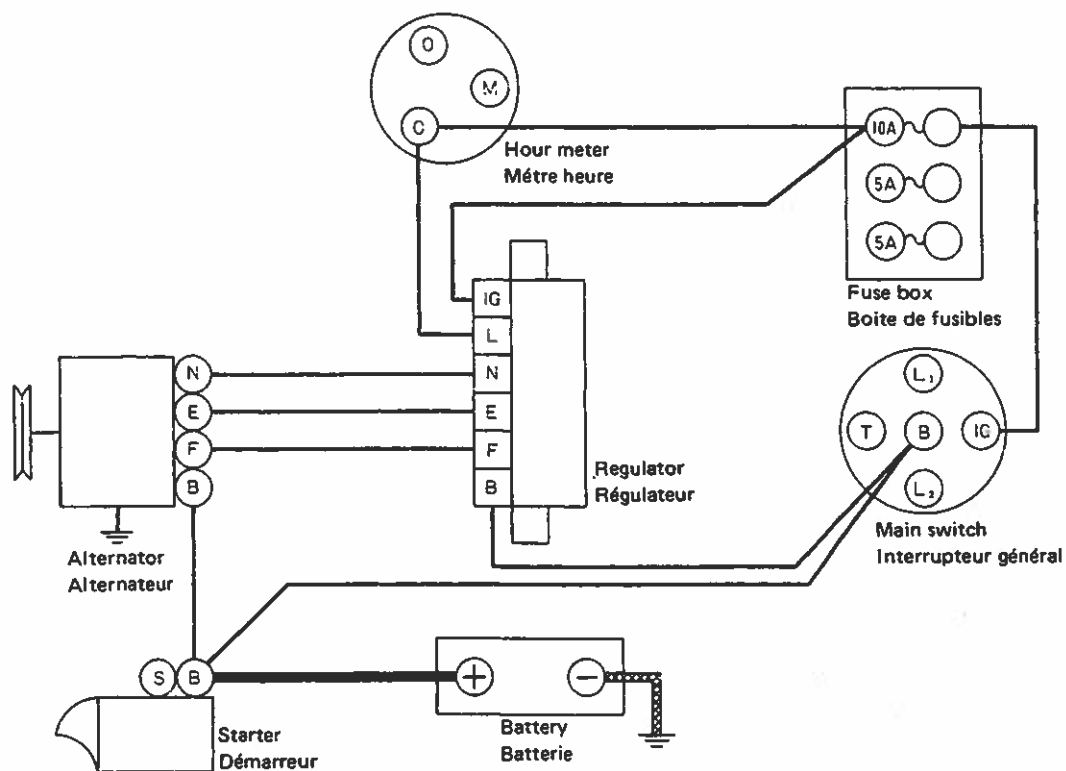 O
M
C
Hour meter
Métre heure
10A
5A
5A
Fuse box
Boite de fusibles
IG
L
N
E
F
B
Regulator
Régulateur
N
E
F
B
Alternator
Alternateur
L1
T
B
IG
L2
Main switch
Interrupteur général
S
B
Starter
Démarreur
+
−
Battery
Batterie